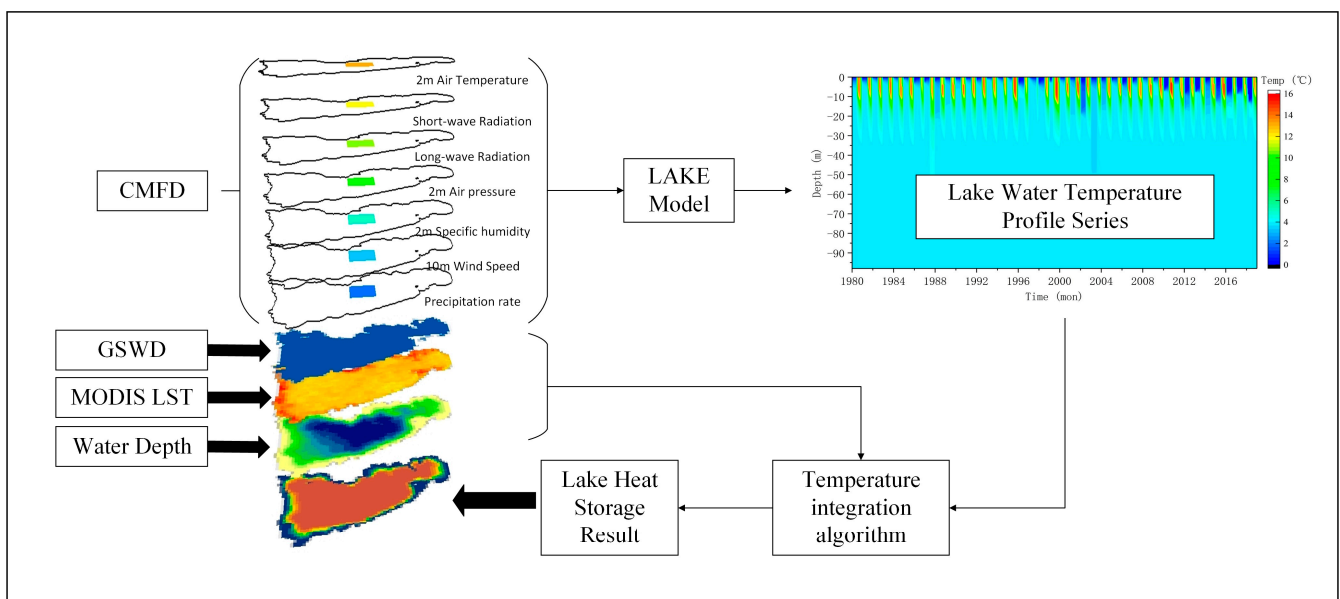 CMFD
2m Air Temperature
Short-wave Radiation
Long-wave Radiation
2m Air pressure
2m Specific humidity
10m Wind Speed
Precipitation rate
LAKE
Model
Temp (℃)
0
-10
-20
-30
-40
-50
-60
-70
-80
-90
Depth (m)
1980 1984 1988 1992 1996 2000 2004 2008 2012 2016
Time (mon)
16
14
12
10
8
6
4
2
0
Lake Water Temperature
Profile Series
GSWD
MODIS LST
Water Depth
Lake Heat
Storage
Result
Temperature
integration
algorithm